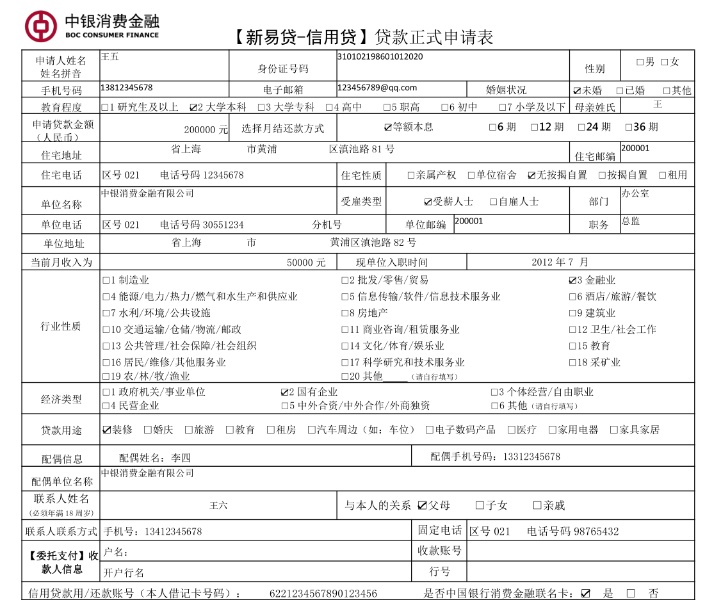 中银消费金融
BOC CONSUMER FINANCE
【新易贷-信用贷】贷款正式申请表
申请人姓名 姓名拼音 王五 身份证号码 310102198601012020 性别 □男 □女
手机号码 13812345678 电子邮箱 123456789@qq.com 婚姻状况 ☑未婚 □已婚 □其他
教育程度 □1 研究生及以上 ☑2 大学本科 □3 大学专科 □4 高中 □5 职高 □6 初中 □7 小学及以下 母亲姓氏 王
申请贷款金额（人民币） 200000 元 选择月结还款方式 ☑等额本息 □6 期 □12 期 □24 期 □36 期
住宅地址 省上海 市黄浦 区滇池路 81 号 住宅邮编 200001
住宅电话 区号 021 电话号码 12345678 住宅性质 □亲属产权 □单位宿舍 ☑无按揭自置 □按揭自置 □租用
单位名称 中银消费金融有限公司 受雇类型 ☑受薪人士 □自雇人士 部门 办公室
单位电话 区号 021 电话号码 30551234 分机号 单位邮编 200001 职务 总监
单位地址 省上海 市 黄浦区滇池路 82 号
当前月收入为 50000 元 现单位入职时间 2012 年 7 月
行业性质
□1 制造业 □2 批发/零售/贸易 ☑3 金融业
□4 能源/电力/热力/燃气和水生产和供应业 □5 信息传输/软件/信息技术服务业 □6 酒店/旅游/餐饮
□7 水利/环境/公共设施 □8 房地产 □9 建筑业
□10 交通运输/仓储/物流/邮政 □11 商业咨询/租赁服务业 □12 卫生/社会工作
□13 公共管理/社会保障/社会组织 □14 文化/体育/娱乐业 □15 教育
□16 居民/维修/其他服务业 □17 科学研究和技术服务业 □18 采矿业
□19 农/林/牧/渔业 □20 其他____（请自行填写）
经济类型
□1 政府机关/事业单位 ☑2 国有企业 □3 个体经营/自由职业
□4 民营企业 □5 中外合资/中外合作/外商独资 □6 其他（请自行填写）
贷款用途 ☑装修 □婚庆 □旅游 □教育 □租房 □汽车周边（如：车位） □电子数码产品 □医疗 □家用电器 □家具家居
配偶信息 配偶姓名：李四 配偶手机号码：13312345678
配偶单位名称 中银消费金融有限公司
联系人姓名（必须年满 18 周岁） 王六 与本人的关系 ☑父母 □子女 □亲戚
联系人联系方式 手机号：13412345678 固定电话 区号 021 电话号码 98765432
【委托支付】收款人信息 户名： 收款账号
开户行名 行号
信用贷款用/还款账号（本人借记卡号码）： 6221234567890123456 是否中国银行消费金融联名卡：☑ 是 □ 否